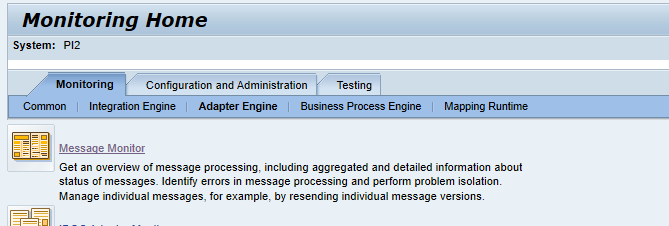 Monitoring Home
System: PI2
Monitoring Configuration and Administration Testing
Common Integration Engine Adapter Engine Business Process Engine Mapping Runtime
Message Monitor
Get an overview of message processing, including aggregated and detailed information about
status of messages. Identify errors in message processing and perform problem isolation.
Manage individual messages, for example, by resending individual message versions.